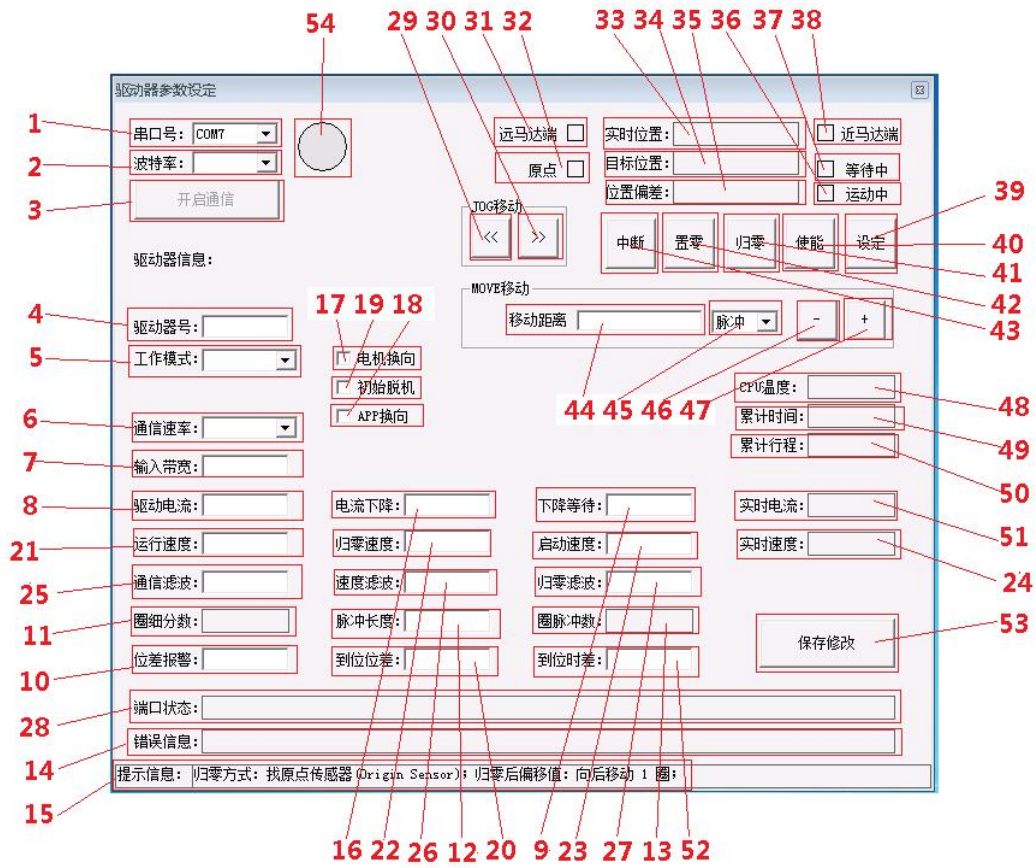 54 29 30 31 32 33 34 35 36 37 38
驱动器参数设定
1 串口号: COM7 远马达端 实时位置: 近马达端
2 波特率: 原点 目标位置: 等待中
3 开启通信 位置偏差: 运动中 39
JOG移动
<< >> 中断 置零 归零 使能 设定 40
驱动器信息: 41
MOVE移动 42
4 驱动器号: 17 19 18 移动距离 脉冲 - + 43
5 工作模式: 电机换向
初始脱机 CPU温度: 48
6 通信速率: APP换向 44 45 46 47 累计时间: 49
7 输入带宽: 累计行程: 50
8 驱动电流: 电流下降: 下降等待: 实时电流: 51
21 运行速度: 归零速度: 启动速度: 实时速度: 24
25 通信滤波: 速度滤波: 归零滤波:
11 圈细分数: 脉冲长度: 圈脉冲数: 保存修改 53
10 位差报警: 到位位差: 到位时差:
28 端口状态:
14 错误信息:
15 提示信息: 归零方式: 找原点传感器(Origin Sensor); 归零后偏移值: 向后移动 1 圈;
16 22 26 12 20 9 23 27 13 52